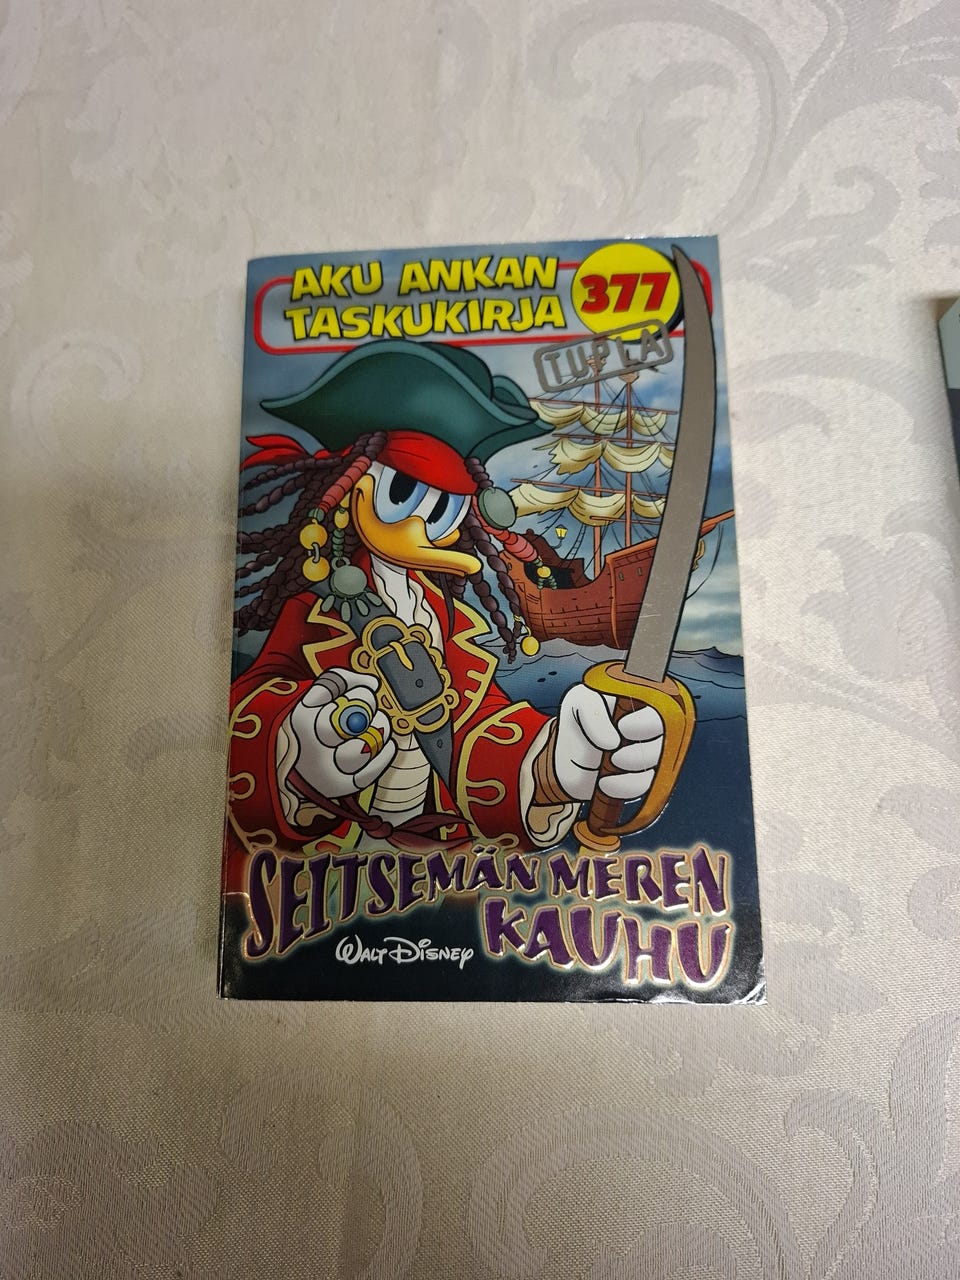 AKU ANKAN
TASKUKIRJA
377
TUPLA
SEITSEMÄN MEREN
KAUHU
WALT DISNEY